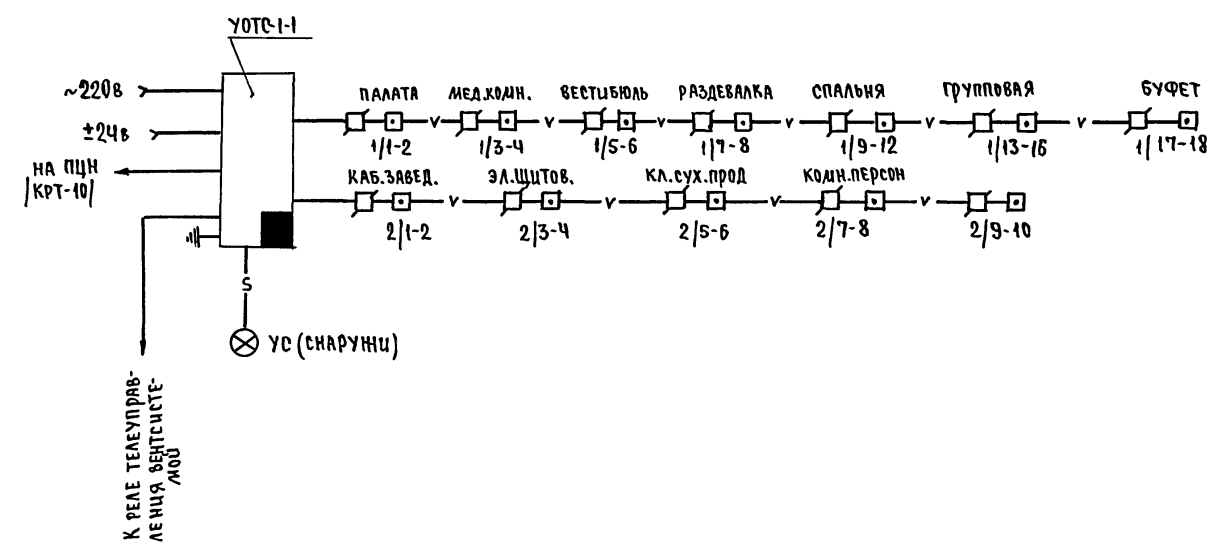 УОТС-1-1
~220в
±24в
НА ПЦН
/КРТ-10/
ПАЛАТА
МЕД.КОМН.
ВЕСТИБЮЛЬ
РАЗДЕВАЛКА
СПАЛЬНЯ
ГРУППОВАЯ
БУФЕТ
V V V V V V
1/1-2
1/3-4
1/5-6
1/7-8
1/9-12
1/13-16
1/17-18
КАБ.ЗАВЕД.
ЭЛ.ЩИТОВ.
КЛ.СУХ.ПРОД
КОМН.ПЕРСОН
V V V V
2/1-2
2/3-4
2/5-6
2/7-8
2/9-10
S
УС (СНАРУЖИ)
К РЕЛЕ ТЕЛЕУПРАВ-
ЛЕНИЯ ВЕНТСИСТЕ-
МОЙ